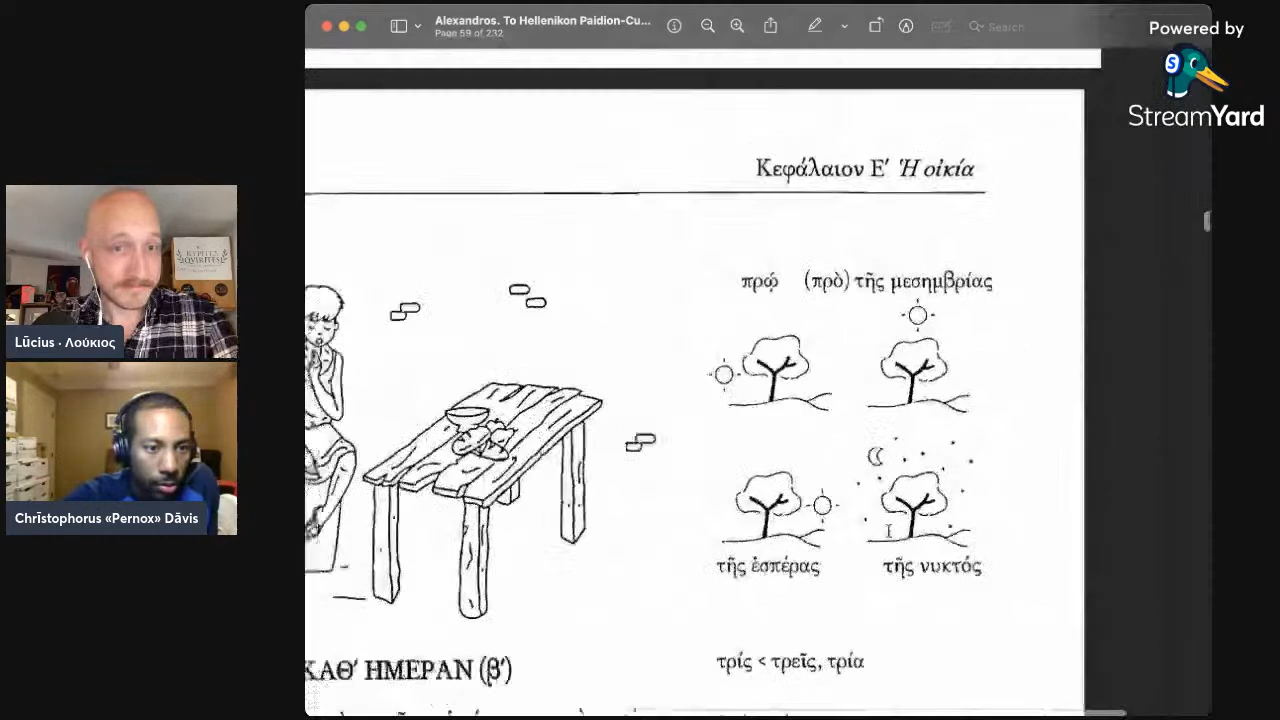 Alexandros. To Hellenikon Paidion-Cu...
Page 59 of 232
Search
Powered by
StreamYard
Κεφάλαιον Ε′ Ἡ οἰκία
πρῴ (πρὸ) τῆς μεσημβρίας
τῆς ἑσπέρας τῆς νυκτός
ΚΑΘ’ ΗΜΕΡΑΝ (β′)
τρίς < τρεῖς, τρία
Lūcius · Λούκιος
Chrīstophorus «Pernox» Dāvis